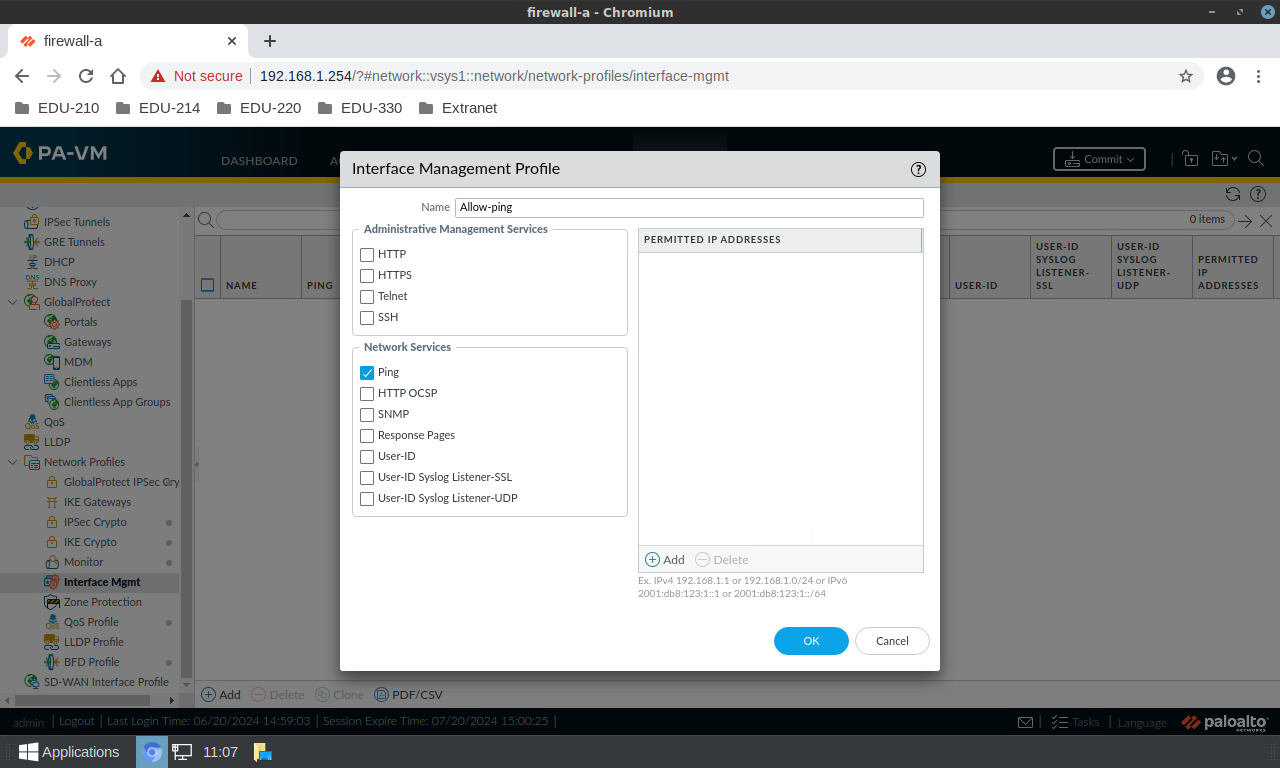 firewall-a - Chromium
firewall-a
Not secure 192.168.1.254/?#network::vsys1::network/network-profiles/interface-mgmt
EDU-210 EDU-214 EDU-220 EDU-330 Extranet
PA-VM
DASHBOARD
Commit
Interface Management Profile
Name Allow-ping
Administrative Management Services
HTTP
HTTPS
Telnet
SSH
Network Services
Ping
HTTP OCSP
SNMP
Response Pages
User-ID
User-ID Syslog Listener-SSL
User-ID Syslog Listener-UDP
PERMITTED IP ADDRESSES
Add Delete
Ex. IPv4 192.168.1.1 or 192.168.1.0/24 or IPv6
2001:db8:123:1::1 or 2001:db8:123:1::/64
OK Cancel
IPSec Tunnels
GRE Tunnels
DHCP
DNS Proxy
GlobalProtect
Portals
Gateways
MDM
Clientless Apps
Clientless App Groups
QoS
LLDP
Network Profiles
GlobalProtect IPSec Cry
IKE Gateways
IPSec Crypto
IKE Crypto
Monitor
Interface Mgmt
Zone Protection
QoS Profile
LLDP Profile
BFD Profile
SD-WAN Interface Profile
0 items
NAME
PING
USER-ID
USER-ID
SYSLOG
LISTENER-
SSL
USER-ID
SYSLOG
LISTENER-
UDP
PERMITTED
IP
ADDRESSES
Add Delete Clone PDF/CSV
admin | Logout | Last Login Time: 06/20/2024 14:59:03 | Session Expire Time: 07/20/2024 15:00:25 |
| Tasks | Language
paloalto
NETWORKS
Applications 11:07